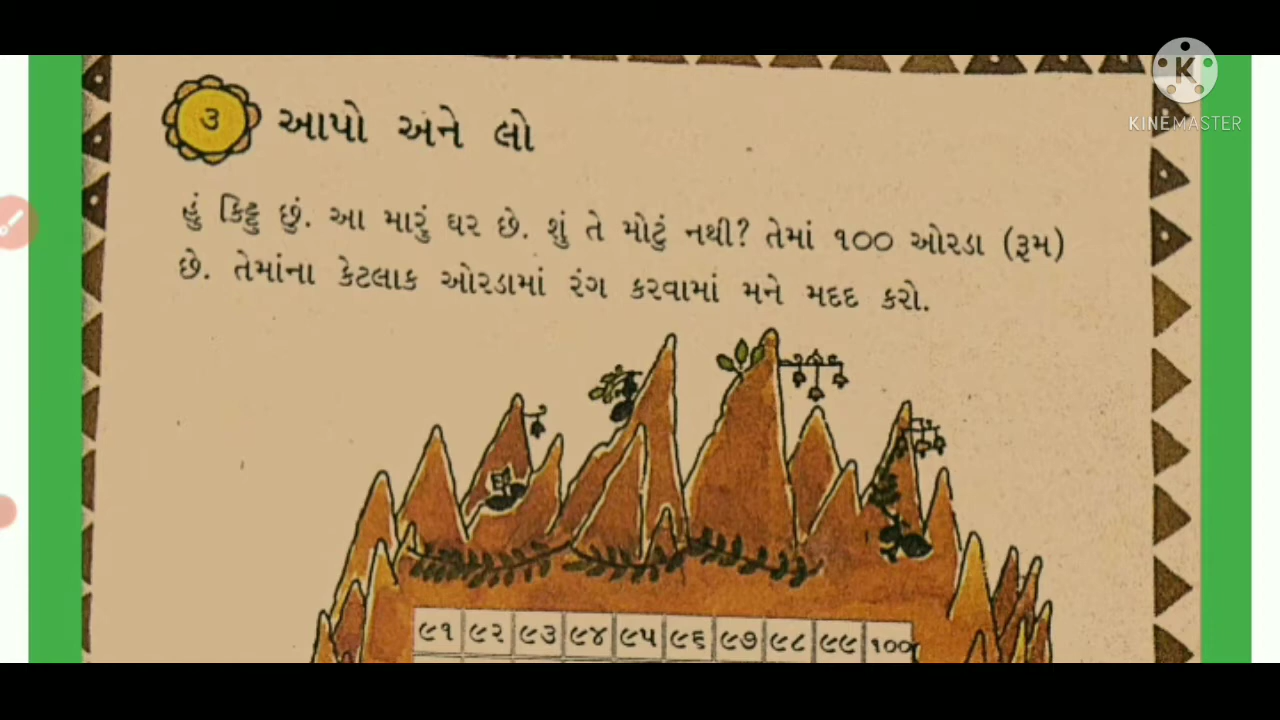 K
KINEMASTER
૩ આપો અને લો
હું કિટ્ટુ છું. આ મારું ઘર છે. શું તે મોટું નથી? તેમાં ૧૦૦ ઓરડા (રૂમ)
છે. તેમાંના કેટલાક ઓરડામાં રંગ કરવામાં મને મદદ કરો.
૯૧ ૯૨ ૯૩ ૯૪ ૯૫ ૯૬ ૯૭ ૯૮ ૯૯ ૧૦૦